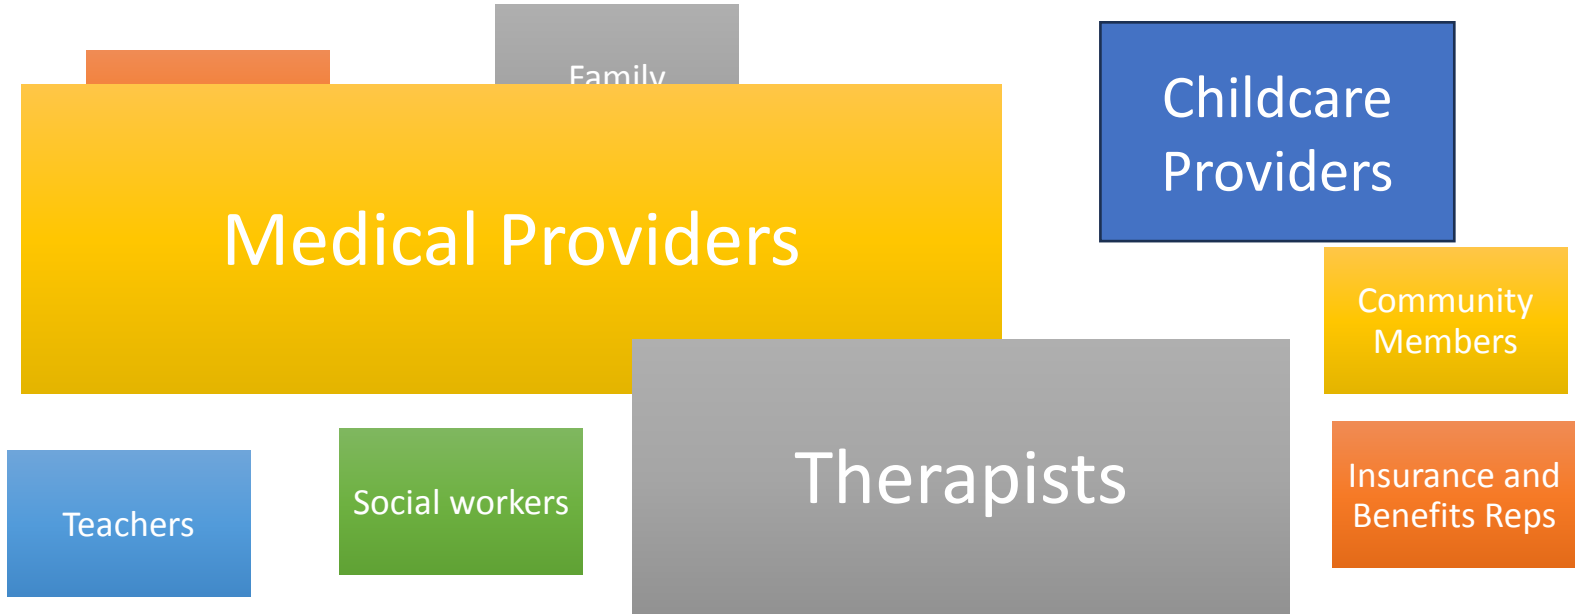 Family
Childcare
Providers
Medical Providers
Community
Members
Therapists
Insurance and
Benefits Reps
Social workers
Teachers